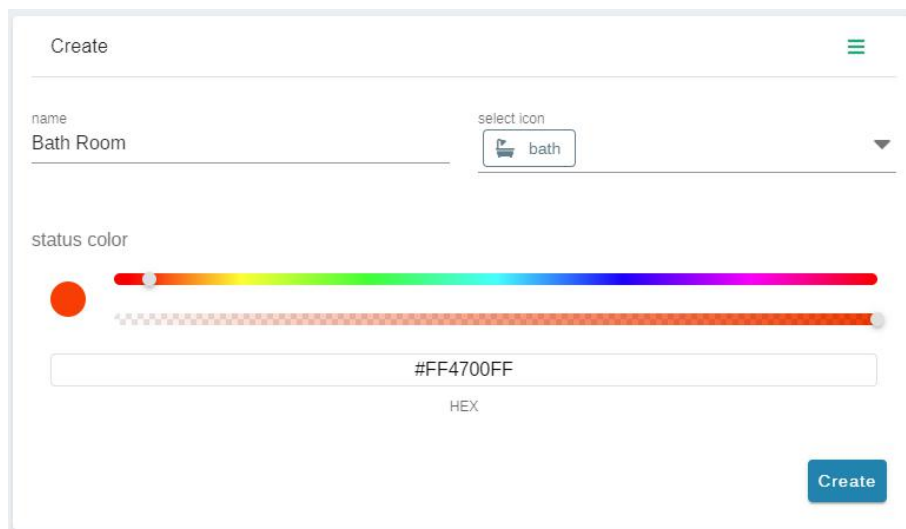 Create
name
Bath Room
select icon
bath
status color
#FF4700FF
HEX
Create